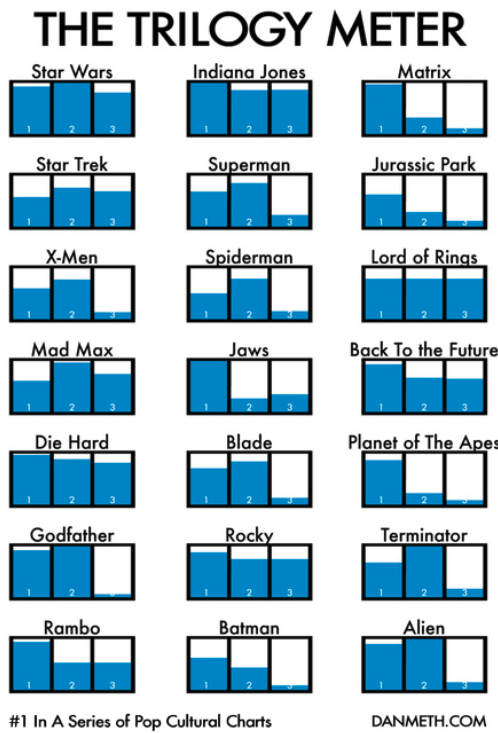 THE TRILOGY METER
Star Wars Indiana Jones Matrix
1 2 3 1 2 3 1 2 3
Star Trek Superman Jurassic Park
1 2 3 1 2 3 1 2 3
X-Men Spiderman Lord of Rings
1 2 3 1 2 3 1 2 3
Mad Max Jaws Back To the Future
1 2 3 1 2 3 1 2 3
Die Hard Blade Planet of The Apes
1 2 3 1 2 3 1 2 3
Godfather Rocky Terminator
1 2 3 1 2 3 1 2 3
Rambo Batman Alien
1 2 3 1 2 3 1 2 3
#1 In A Series of Pop Cultural Charts DANMETH.COM